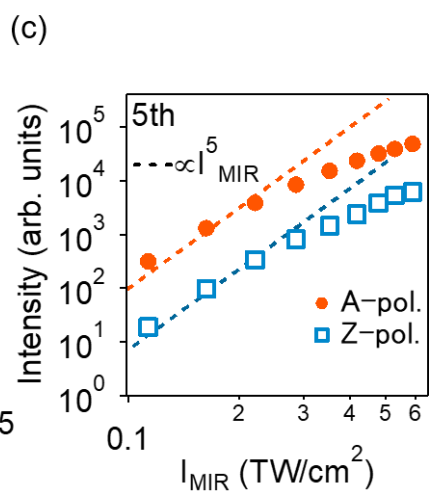 (c)
5th
∝I⁵MIR
Intensity (arb. units)
10⁵
10⁴
10³
10²
10¹
10⁰
A-pol.
Z-pol.
5
0.1
2
3
4
5
6
IMIR (TW/cm²)